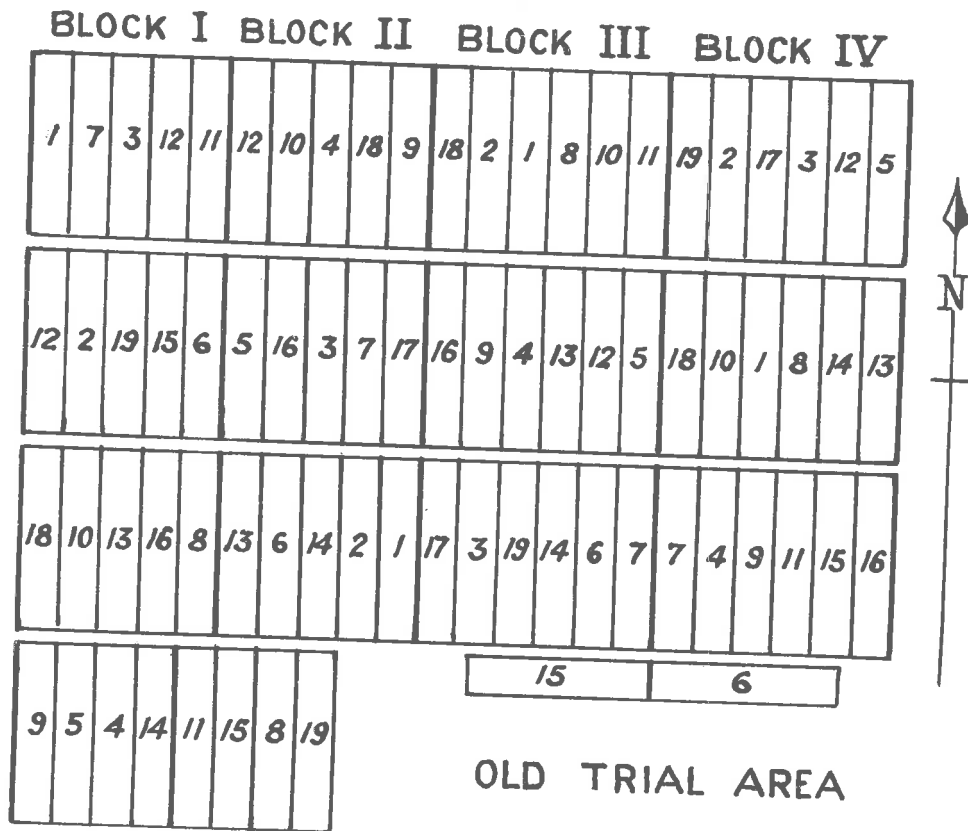 BLOCK I BLOCK II BLOCK III BLOCK IV
1 7 3 12 11 12 10 4 18 9 18 2 1 8 10 11 19 2 17 3 12 5
N
12 2 19 15 6 5 16 3 7 17 16 9 4 13 12 5 18 10 1 8 14 13
18 10 13 16 8 13 6 14 2 1 17 3 19 14 6 7 7 4 9 11 15 16
15 6
9 5 4 14 11 15 8 19
OLD TRIAL AREA